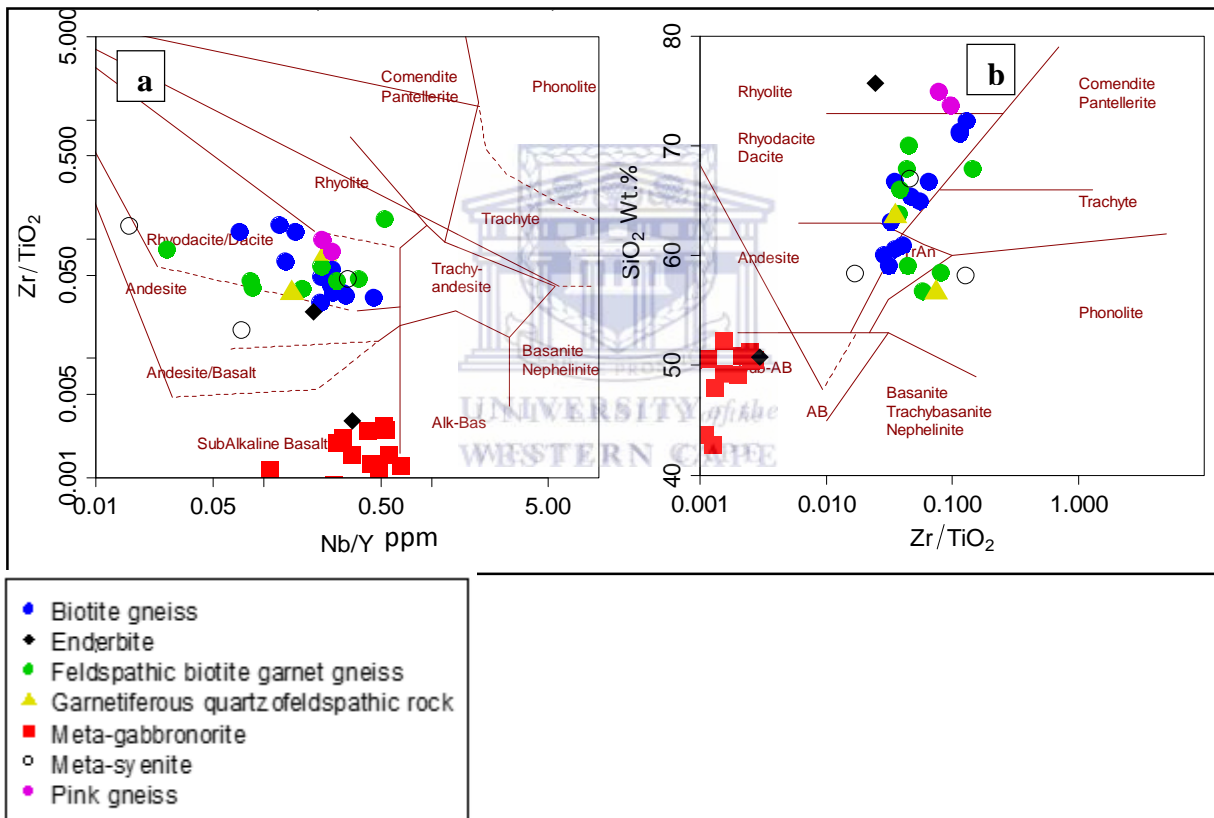 a
5.000
0.500
0.050
0.005
0.001
Zr/TiO2
Comendite
Pantellerite
Phonolite
Rhyolite
Trachyte
Rhyodacite/Dacite
Trachy-
andesite
Andesite
Andesite/Basalt
Basanite
Nephelinite
Alk-Bas
SubAlkaline Basalt
0.01
0.05
0.50
5.00
Nb/Y ppm
b
80
70
60
50
40
SiO2 Wt.%
Rhyolite
Comendite
Pantellerite
Rhyodacite
Dacite
Trachyte
Andesite
TrAn
Phonolite
Sub-AB
AB
Basanite
Trachybasanite
Nephelinite
0.001
0.010
0.100
1.000
Zr/TiO2
UNIVERSITY of the
WESTERN CAPE
Biotite gneiss
Enderbite
Feldspathic biotite garnet gneiss
Garnetiferous quartzofeldspathic rock
Meta-gabbronorite
Meta-syenite
Pink gneiss